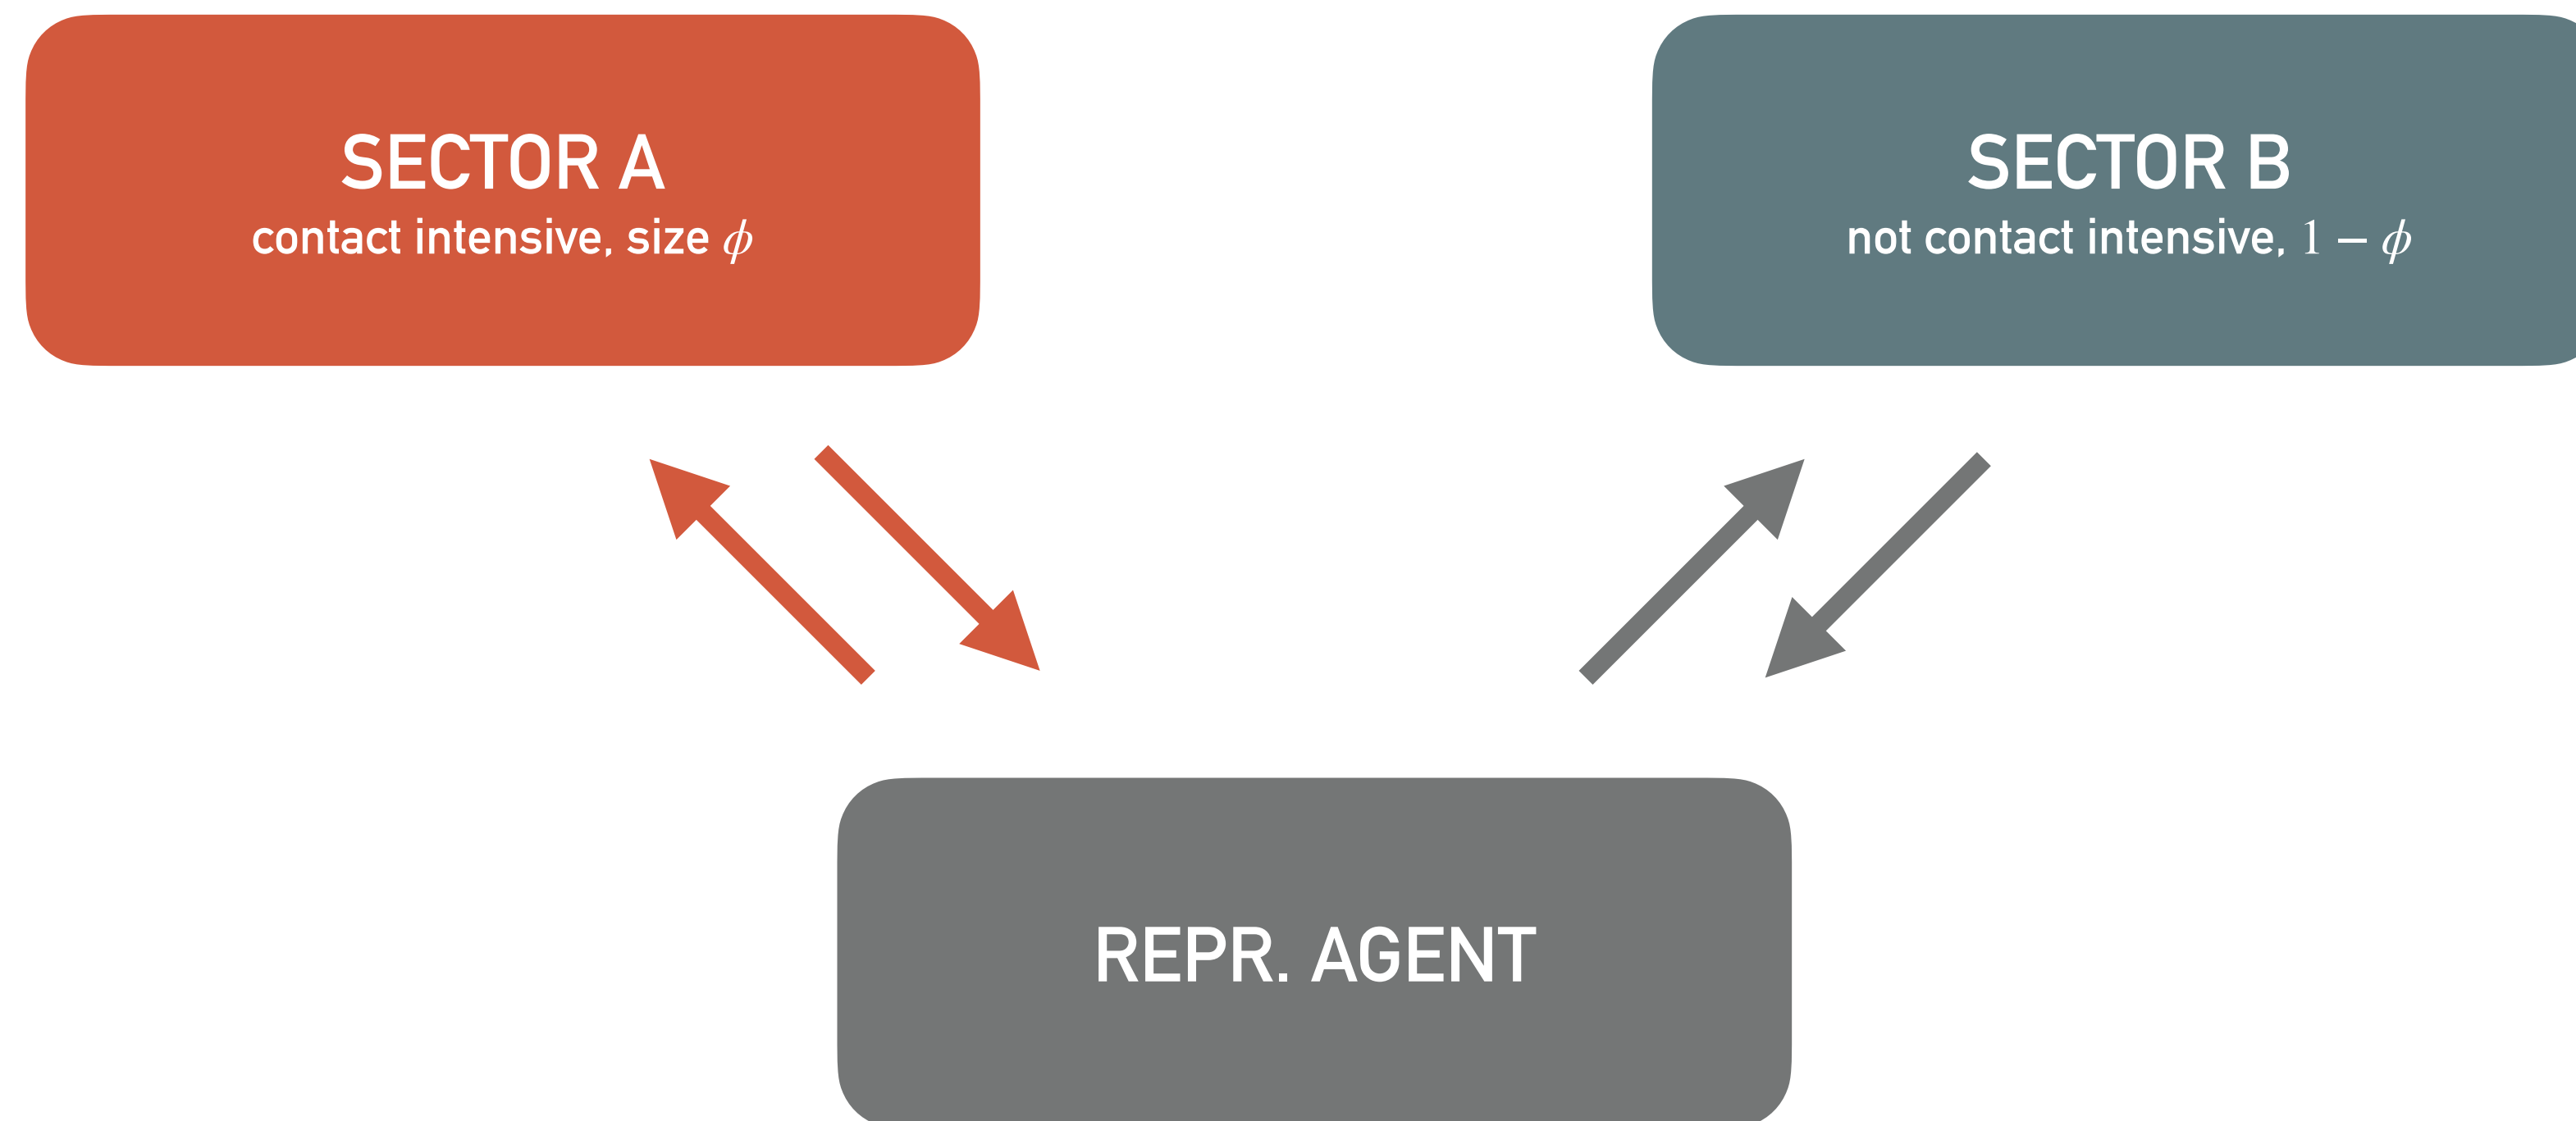 SECTOR A
contact intensive, size ϕ
SECTOR B
not contact intensive, 1 − ϕ
REPR. AGENT